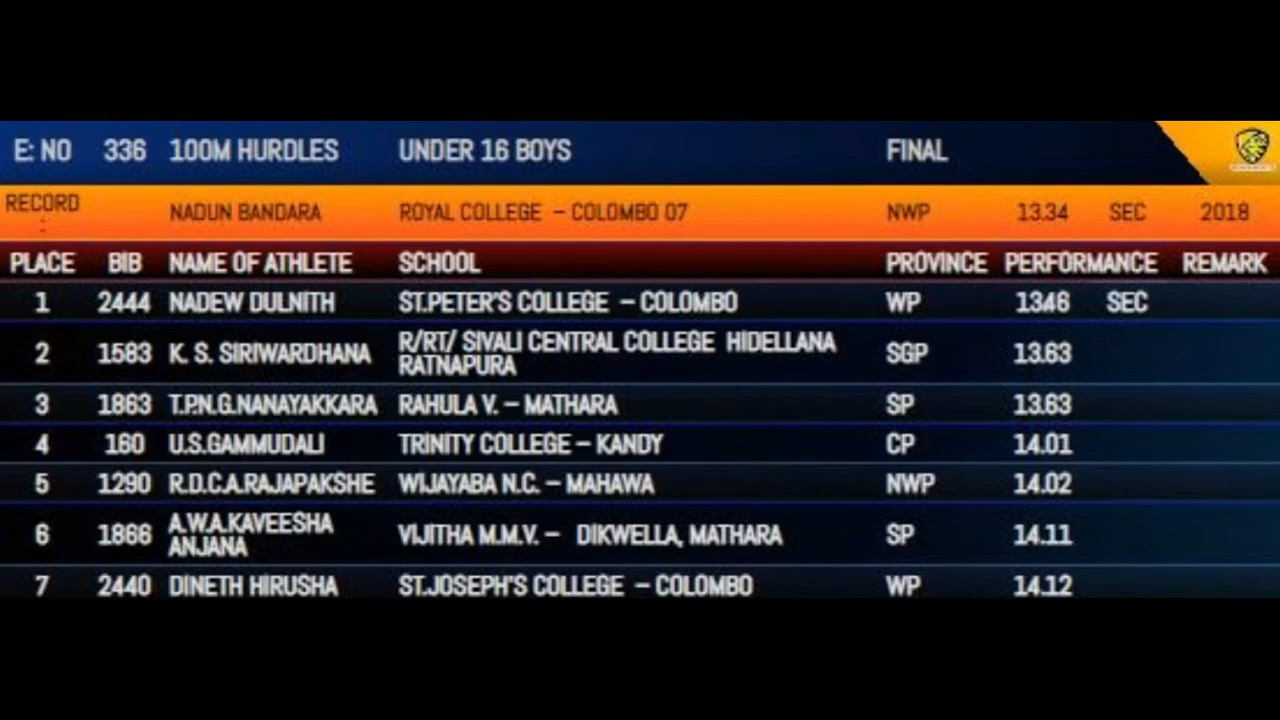 E: NO 336 100M HURDLES UNDER 16 BOYS FINAL
RECORD : NADUN BANDARA ROYAL COLLEGE – COLOMBO 07 NWP 13.34 SEC 2018
PLACE BIB NAME OF ATHLETE SCHOOL PROVINCE PERFORMANCE REMARK
1 2444 NADEW DULNITH ST.PETER'S COLLEGE – COLOMBO WP 13.46 SEC
2 1583 K. S. SIRIWARDHANA R/RT/ SIVALI CENTRAL COLLEGE HIDELLANA
RATNAPURA SGP 13.63
3 1863 T.P.N.G.NANAYAKKARA RAHULA V. – MATHARA SP 13.63
4 160 U.S.GAMMUDALI TRINITY COLLEGE – KANDY CP 14.01
5 1290 R.D.C.A.RAJAPAKSHE WIJAYABA N.C. – MAHAWA NWP 14.02
6 1866 A.W.A.KAVEESHA
ANJANA VIJITHA M.M.V. – DIKWELLA, MATHARA SP 14.11
7 2440 DINETH HIRUSHA ST.JOSEPH'S COLLEGE – COLOMBO WP 14.12